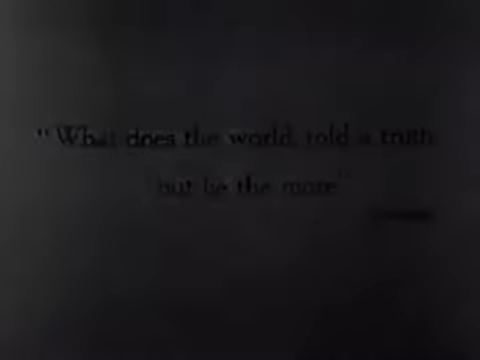 "What does the world, told a truth
but lie the more"